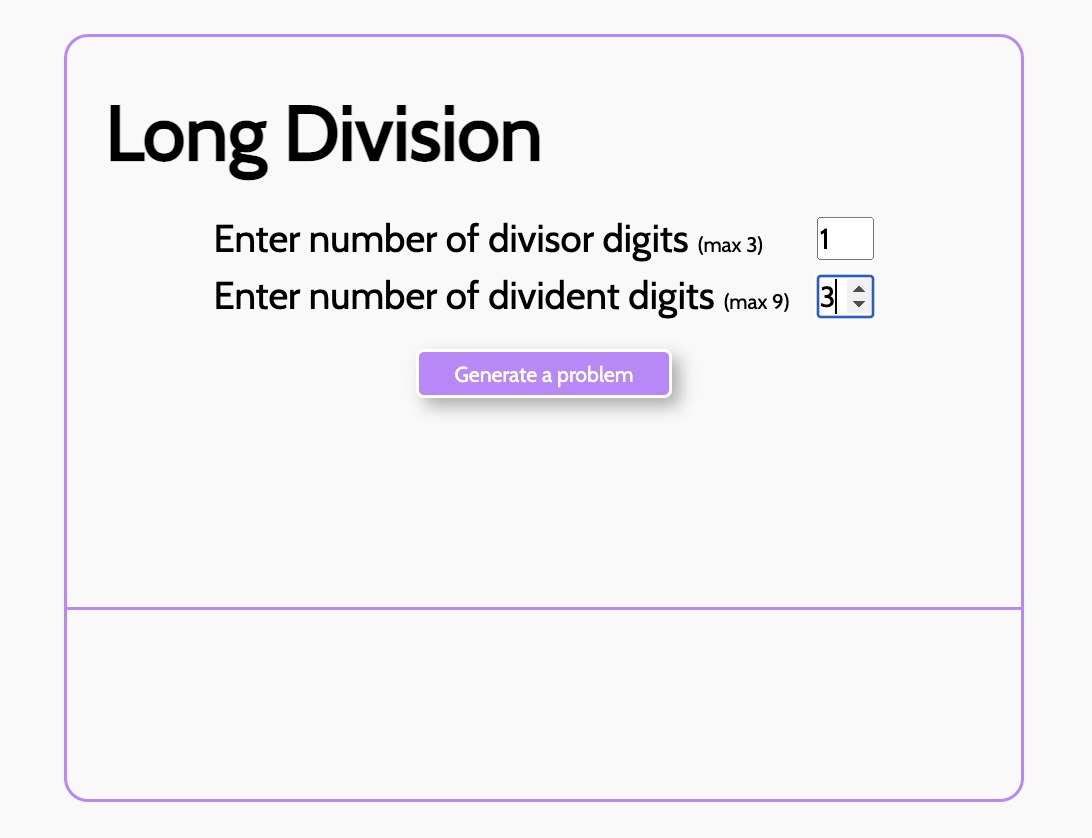 Long Division
Enter number of divisor digits (max 3) 1
Enter number of divident digits (max 9) 3
Generate a problem